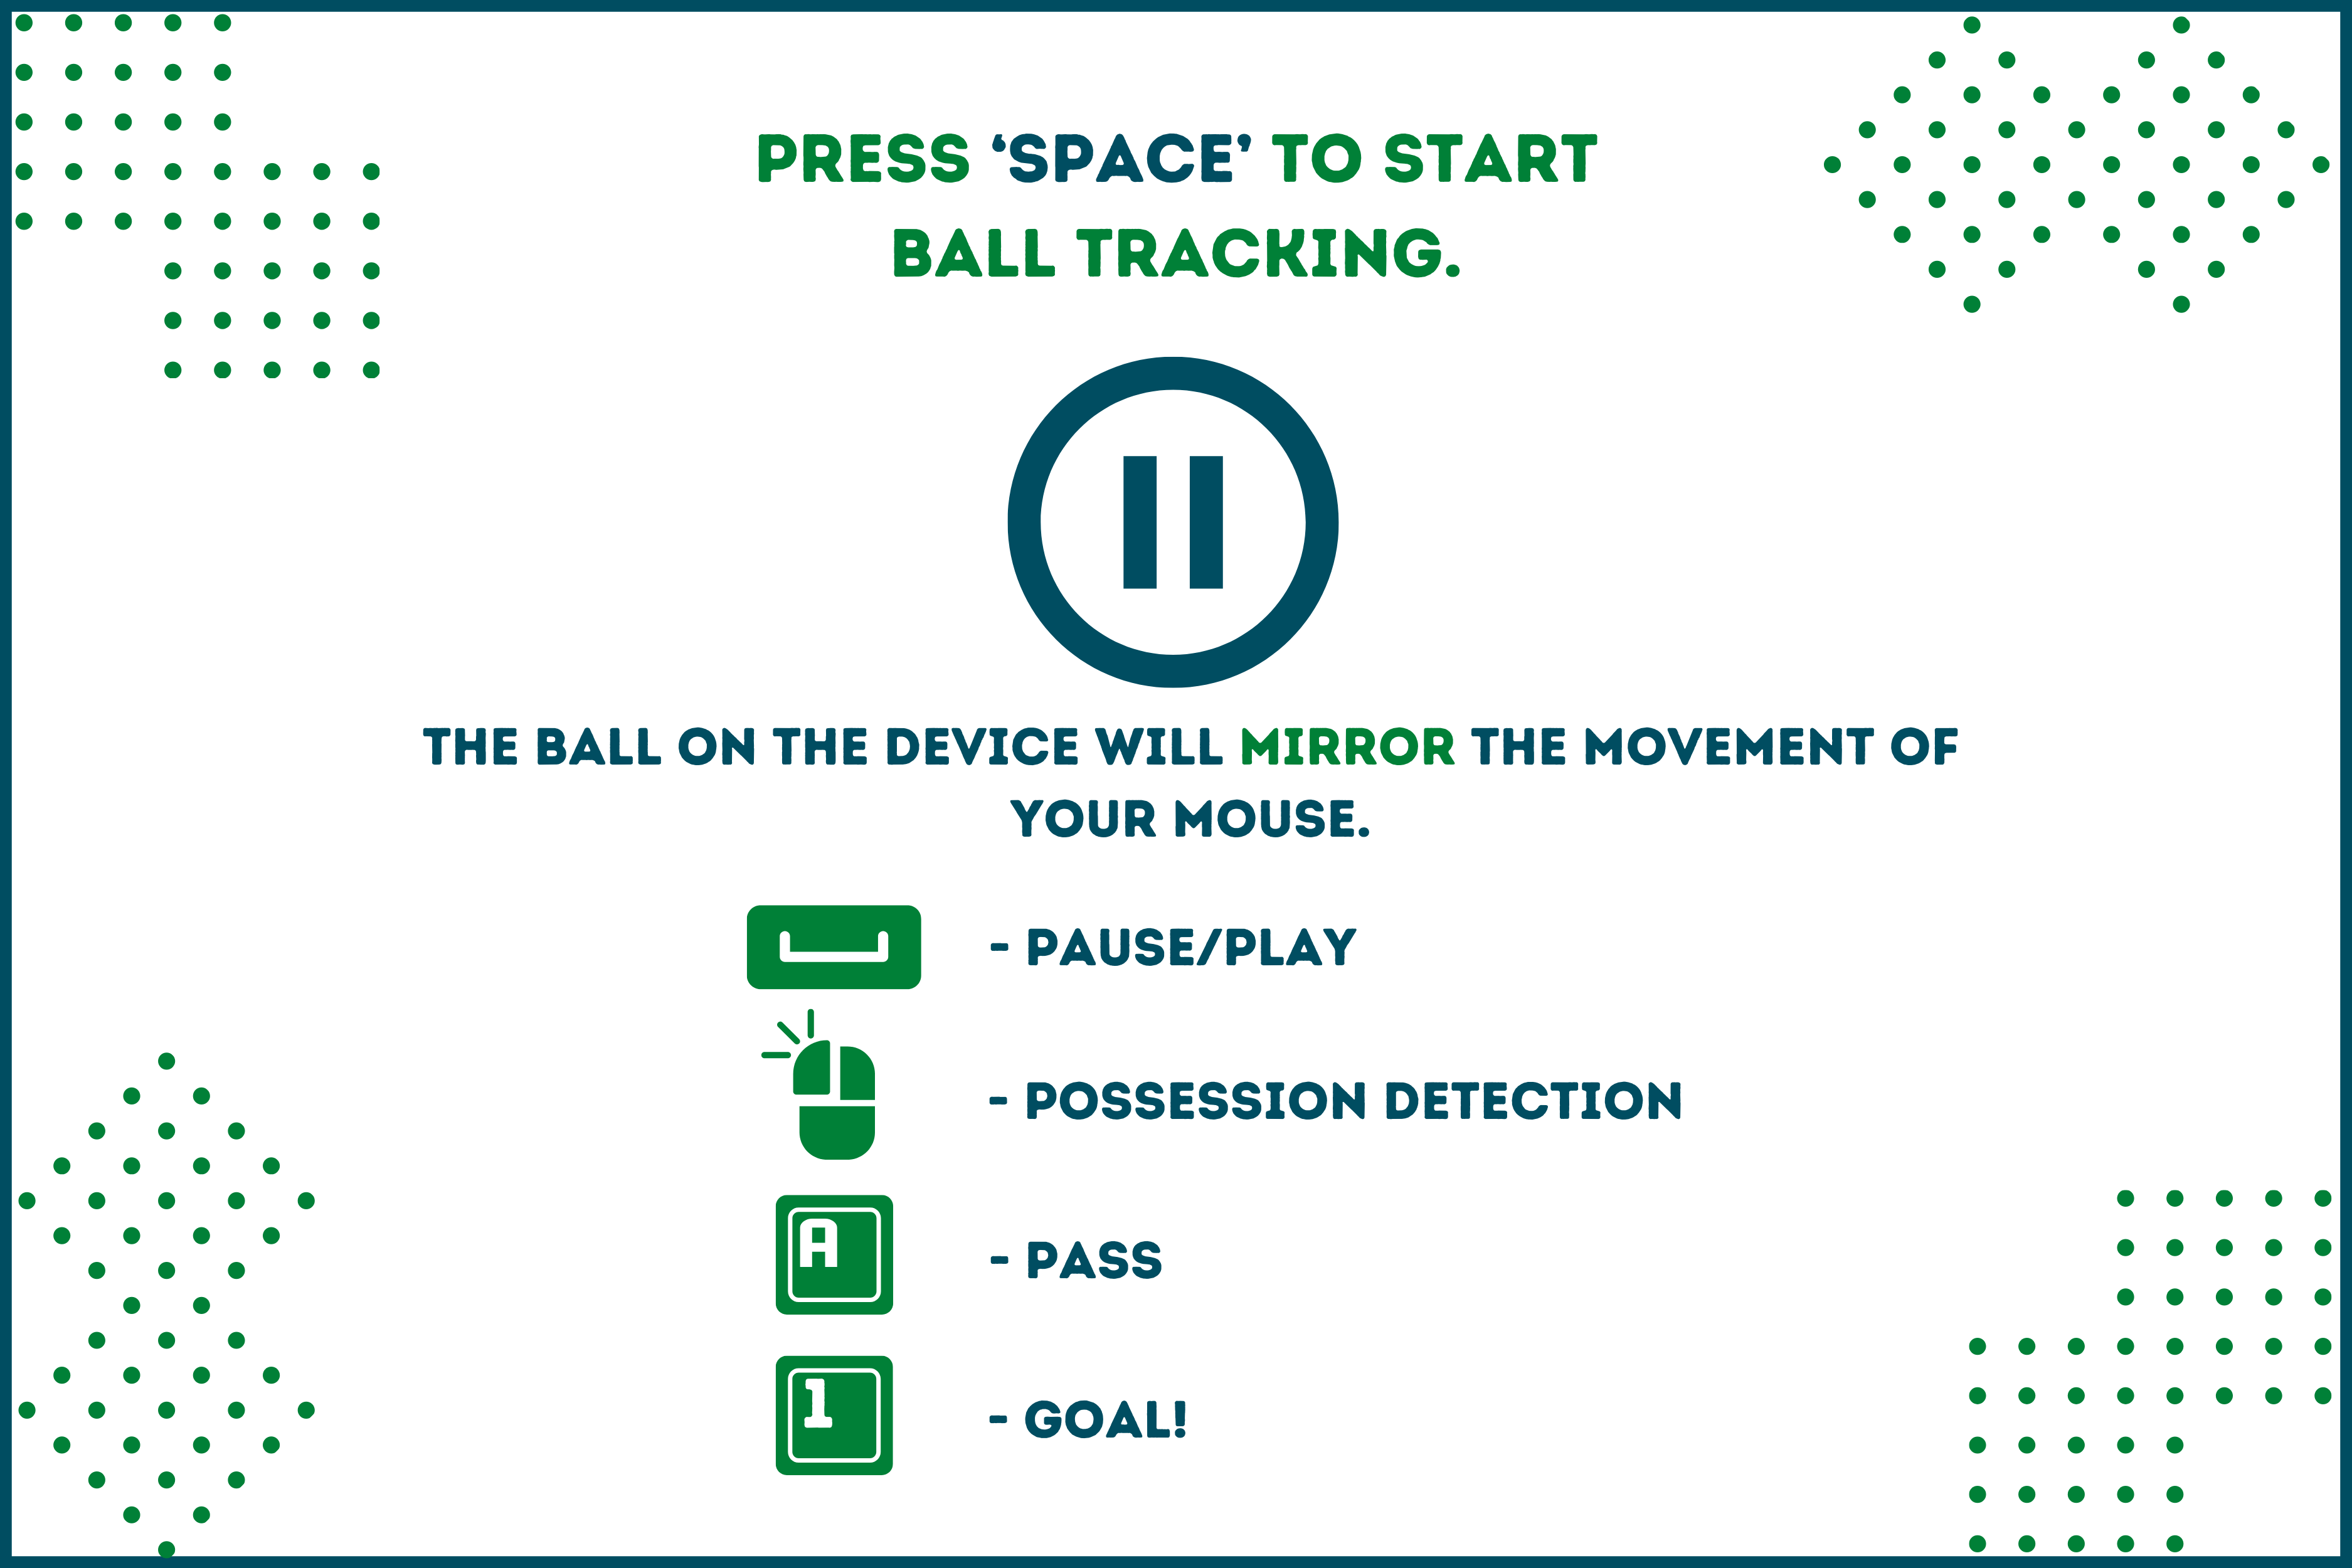 PRESS ‘SPACE’ TO START
BALL TRACKING.
THE BALL ON THE DEVICE WILL MIRROR THE MOVEMENT OF
YOUR MOUSE.
- PAUSE/PLAY
- POSSESSION DETECTION
A - PASS
1 - GOAL!